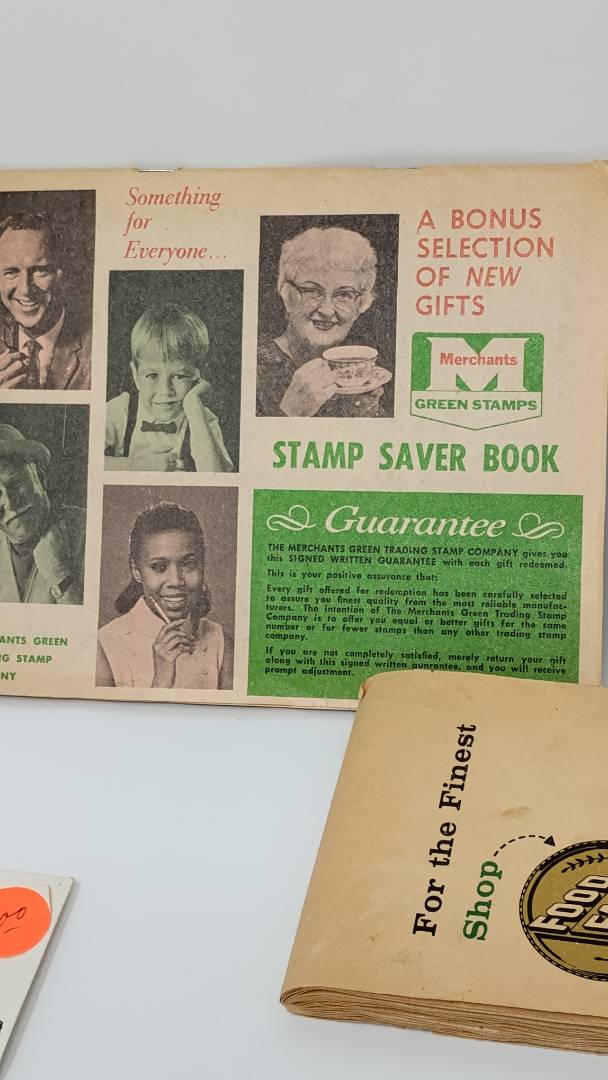 Something
for
Everyone...
A BONUS
SELECTION
OF NEW
GIFTS
Merchants
M
GREEN STAMPS
STAMP SAVER BOOK
Guarantee
THE MERCHANTS GREEN TRADING STAMP COMPANY gives you
this SIGNED WRITTEN GUARANTEE with each gift redeemed.
This is your positive assurance that:
Every gift offered for redemption has been carefully selected
to assure you finest quality from the most reliable manufac-
turers. The intention of The Merchants Green Trading Stamp
Company is to offer you equal or better gifts for the same
number or for fewer stamps than any other trading stamp
company.
If you are not completely satisfied, merely return your gift
along with this signed written guarantee, and you will receive
prompt adjustment.
ANTS GREEN
NG STAMP
NY
For the Finest
Shop
FOOD